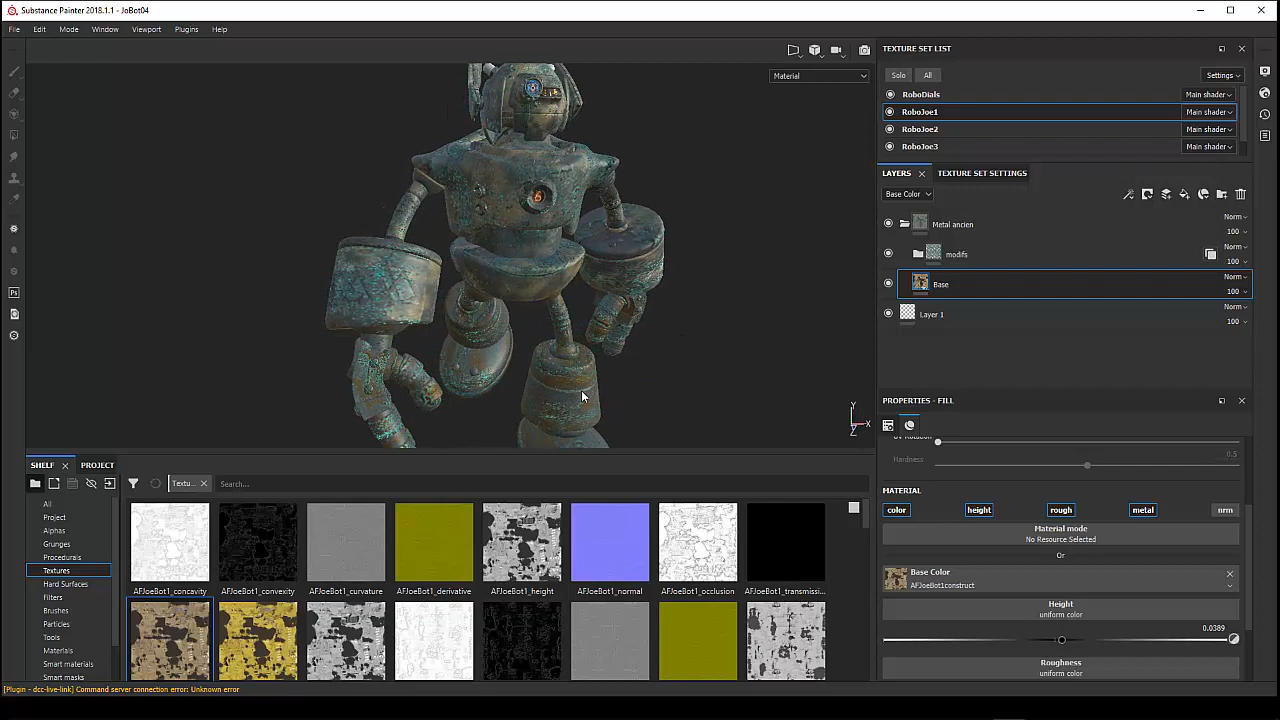 Substance Painter 2018.1.1 - JoBot04
File Edit Mode Window Viewport Plugins Help
Material
TEXTURE SET LIST
Solo All Settings
RoboDials Main shader
RoboJoe1 Main shader
RoboJoe2 Main shader
RoboJoe3 Main shader
LAYERS TEXTURE SET SETTINGS
Base Color
Metal ancien Norm 100
modifs Norm 100
Base Norm 100
Layer 1 Norm 100
Y
X
Z
PROPERTIES - FILL
UV Rotation
Hardness 0.5
MATERIAL
color height rough metal nrm
Material mode
No Resource Selected
Or
Base Color
AFJoeBot1construct
Height
uniform color
0.0389
Roughness
uniform color
SHELF PROJECT
Textu... Search...
All
Project
Alphas
Grunges
Procedurals
Textures
Hard Surfaces
Filters
Brushes
Particles
Tools
Materials
Smart materials
Smart masks
AFJoeBot1_concavity AFJoeBot1_convexity AFJoeBot1_curvature AFJoeBot1_derivative AFJoeBot1_height AFJoeBot1_normal AFJoeBot1_occlusion AFJoeBot1_transmissi...
Ps
[Plugin - dcc-live-link] Command server connection error: Unknown error